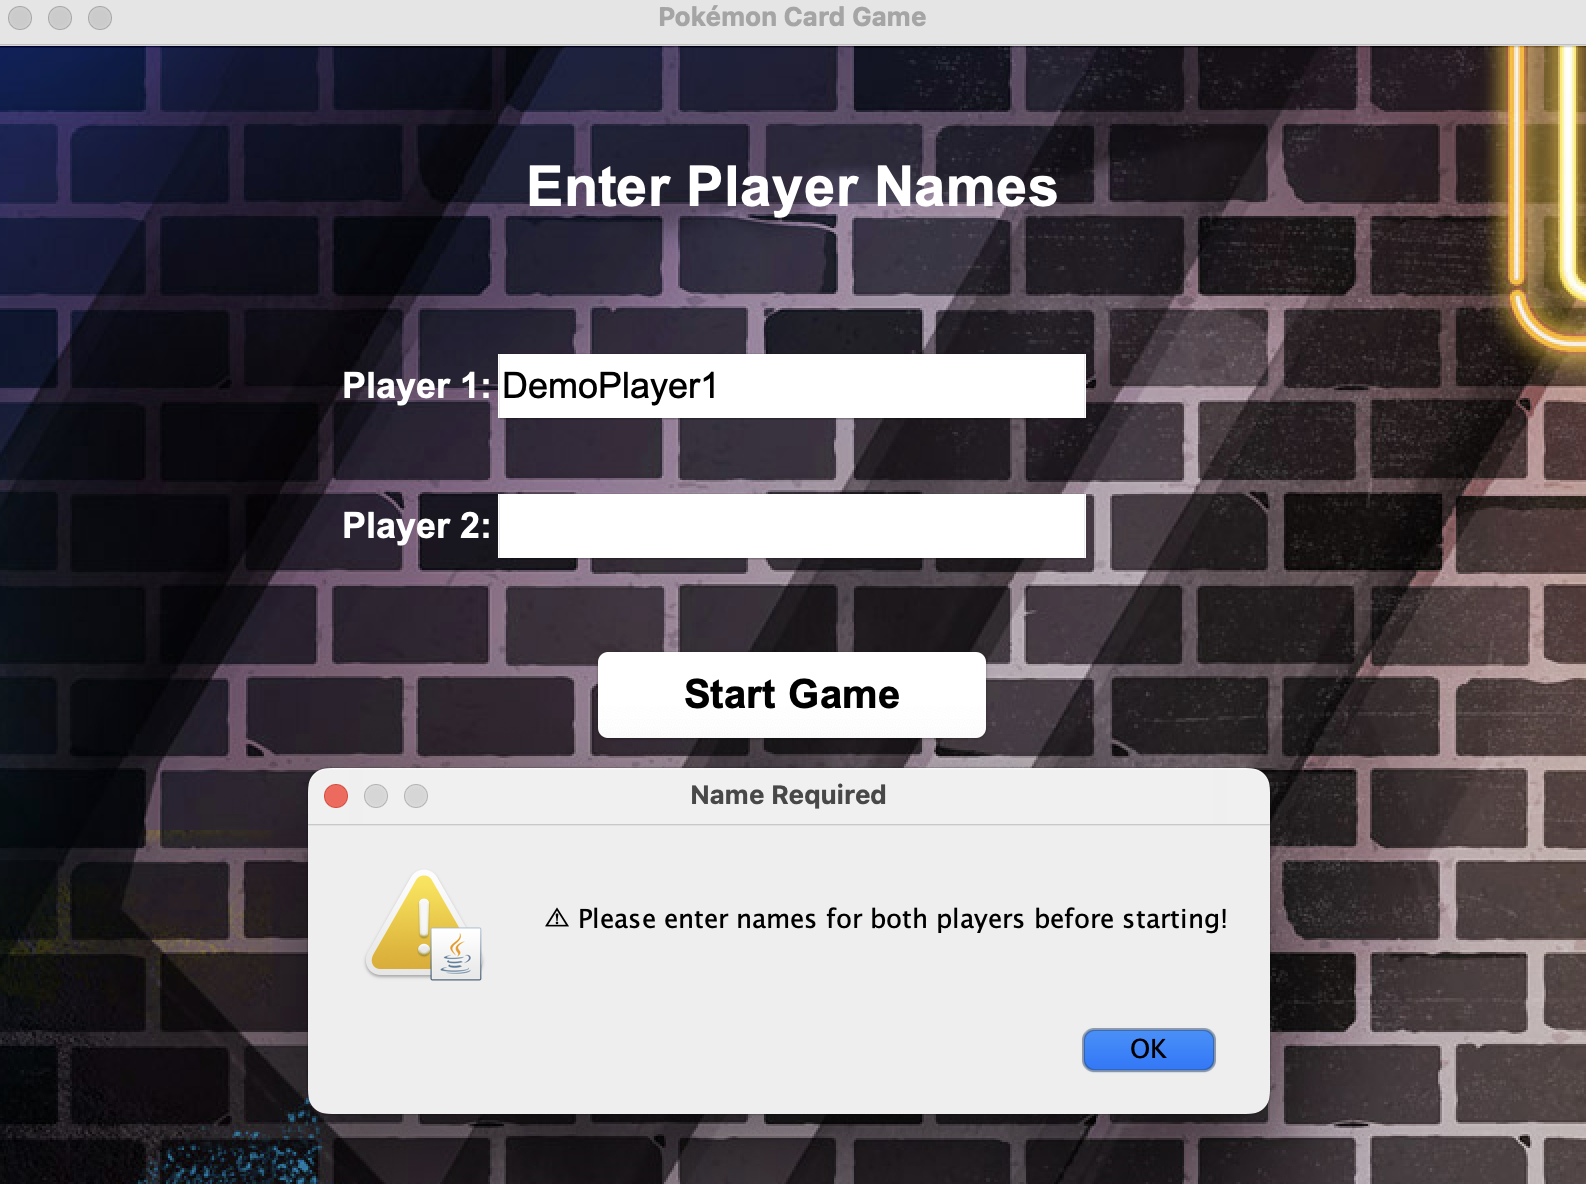 Pokémon Card Game
Enter Player Names
Player 1: DemoPlayer1
Player 2:
Start Game
Name Required
⚠ Please enter names for both players before starting!
OK